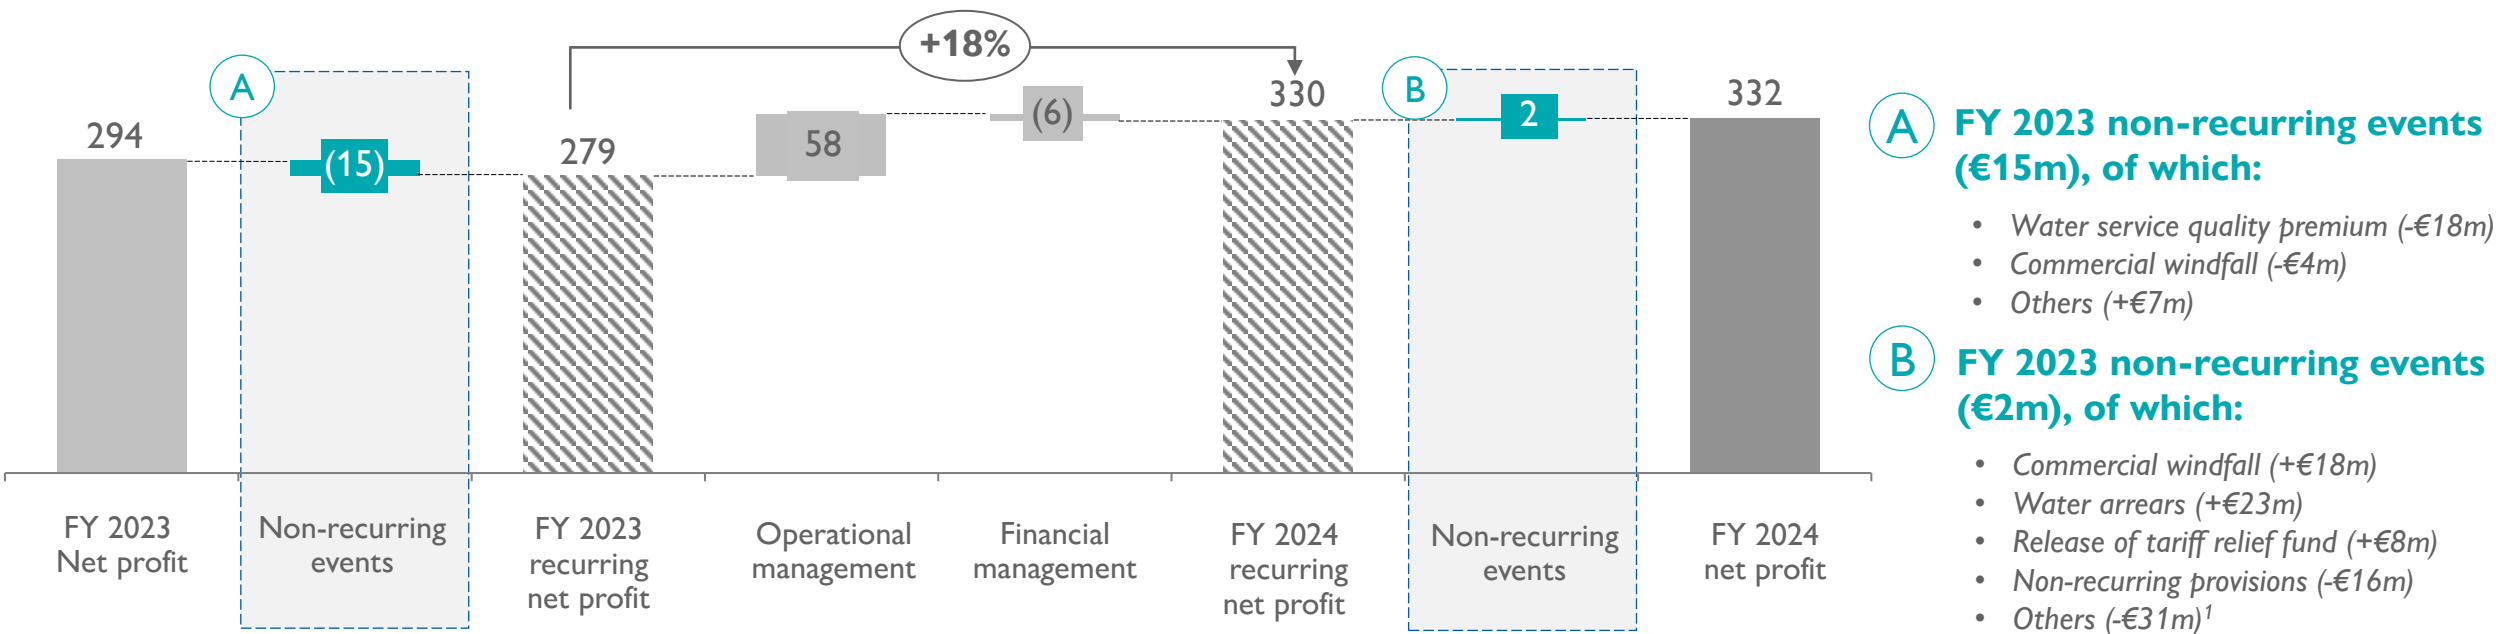 +18%
A
294
(15)
279
58
(6)
330
B
2
332
FY 2023
Net profit
Non-recurring
events
FY 2023
recurring
net profit
Operational
management
Financial
management
FY 2024
recurring
net profit
Non-recurring
events
FY 2024
net profit
A
FY 2023 non-recurring events
(€15m), of which:
• Water service quality premium (-€18m)
• Commercial windfall (-€4m)
• Others (+€7m)
B
FY 2023 non-recurring events
(€2m), of which:
• Commercial windfall (+€18m)
• Water arrears (+€23m)
• Release of tariff relief fund (+€8m)
• Non-recurring provisions (-€16m)
• Others (-€31m)¹